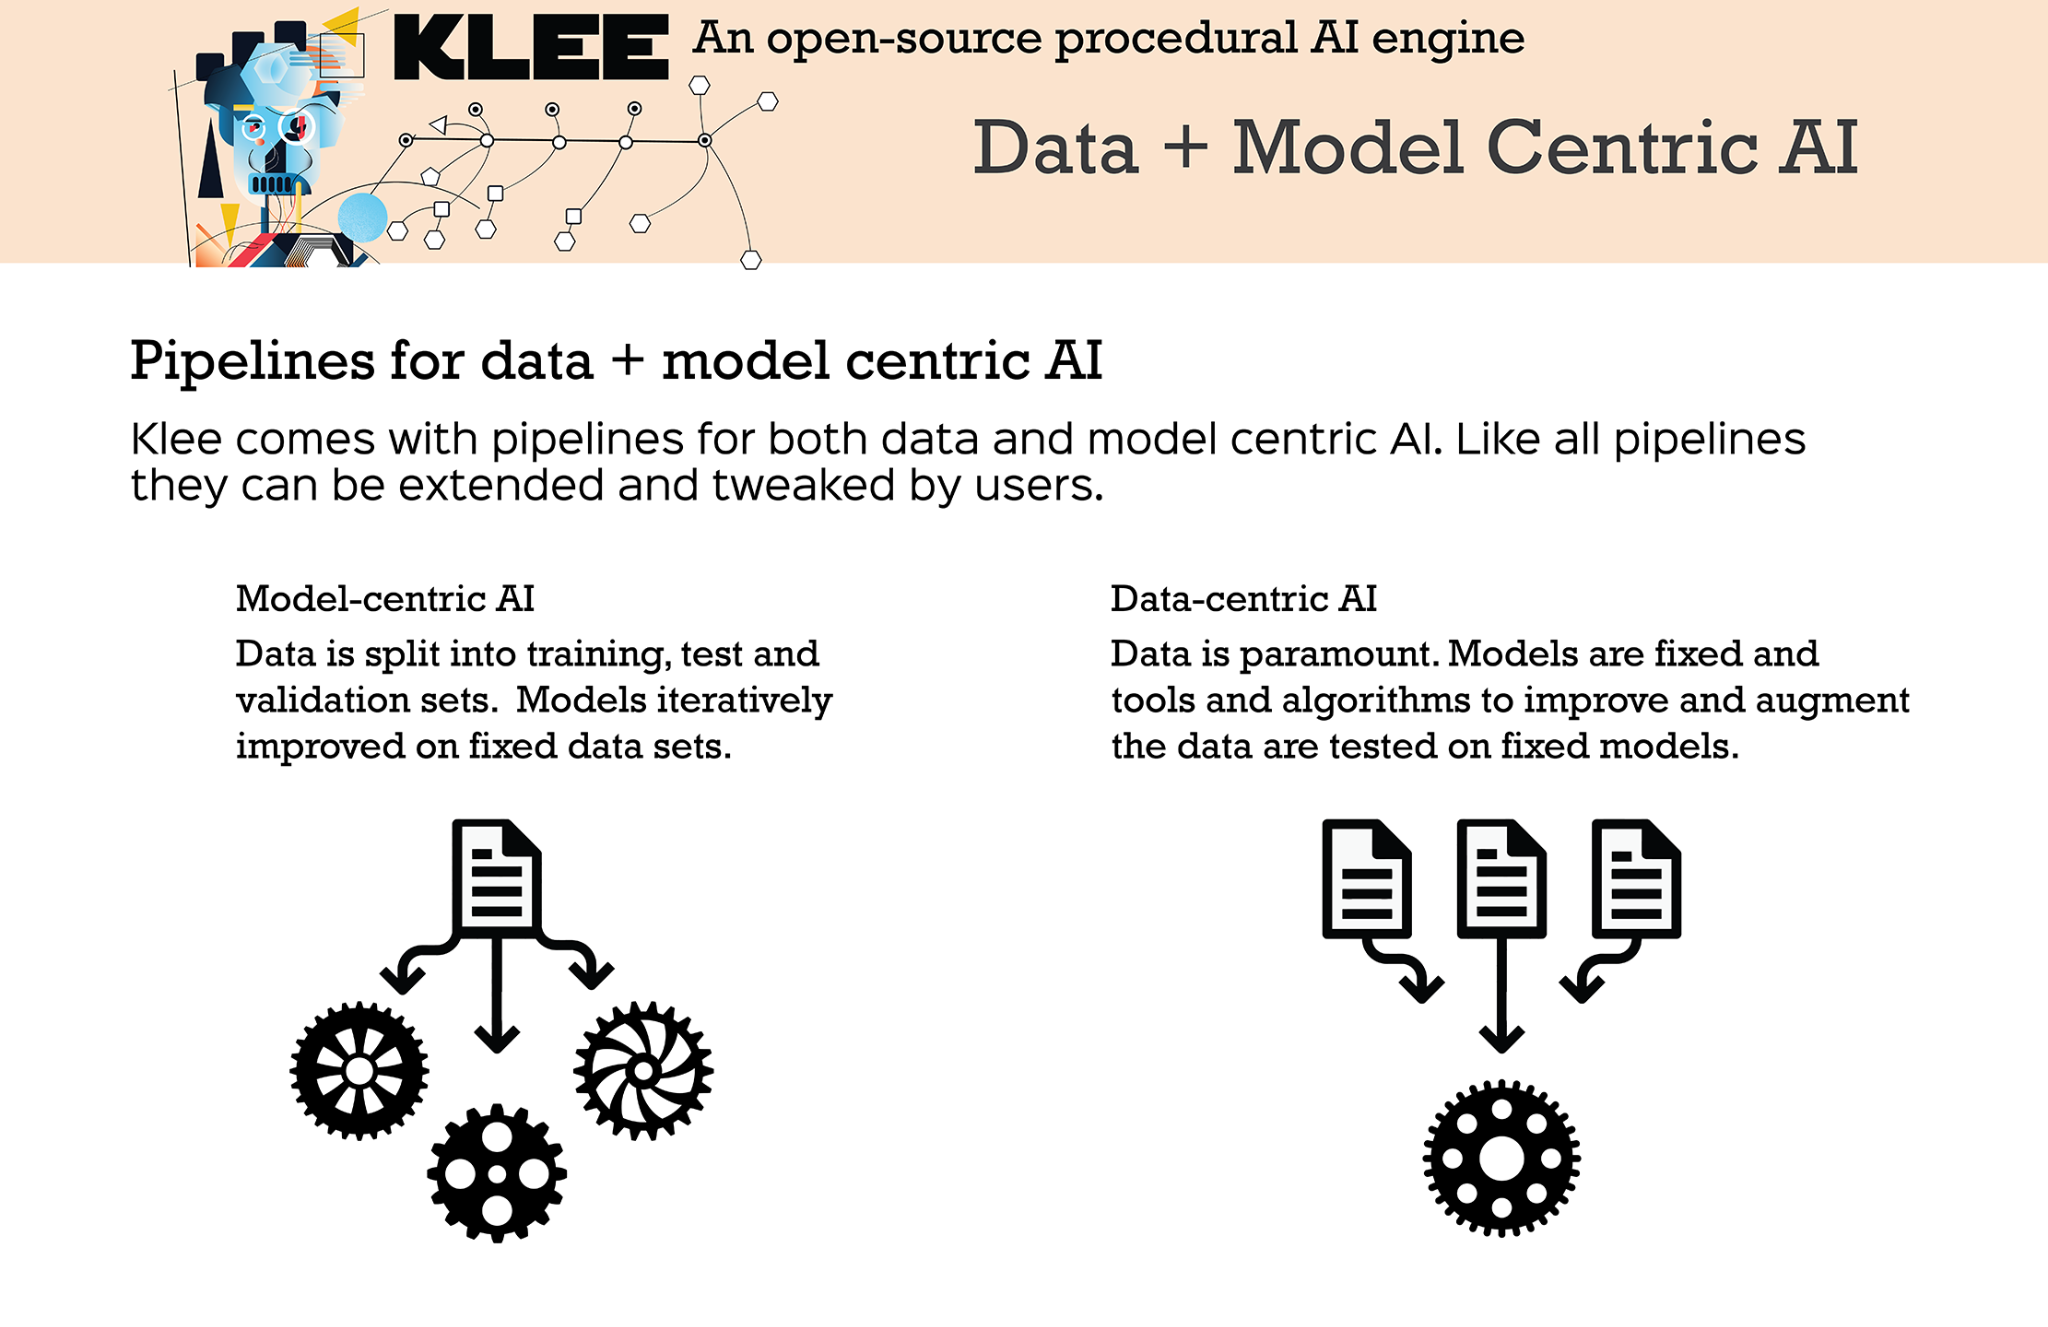 KLEE An open-source procedural AI engine
Data + Model Centric AI
Pipelines for data + model centric AI
Klee comes with pipelines for both data and model centric AI. Like all pipelines
they can be extended and tweaked by users.
Model-centric AI
Data is split into training, test and
validation sets. Models iteratively
improved on fixed data sets.
Data-centric AI
Data is paramount. Models are fixed and
tools and algorithms to improve and augment
the data are tested on fixed models.